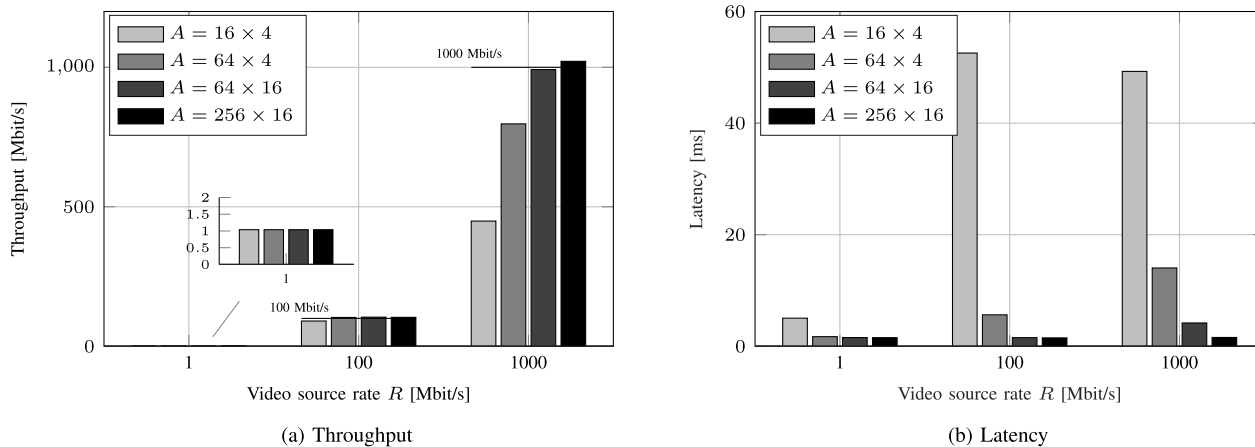 Throughput [Mbit/s]
1,000
500
0
A = 16 × 4
A = 64 × 4
A = 64 × 16
A = 256 × 16
1000 Mbit/s
2
1.5
1
0.5
0
1
100 Mbit/s
1
100
1000
Video source rate R [Mbit/s]
(a) Throughput
Latency [ms]
60
40
20
0
A = 16 × 4
A = 64 × 4
A = 64 × 16
A = 256 × 16
1
100
1000
Video source rate R [Mbit/s]
(b) Latency